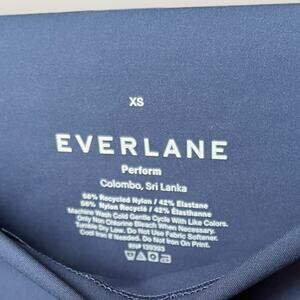 XS
EVERLANE
Perform
Colombo, Sri Lanka
58% Recycled Nylon / 42% Elastane
58% Nylon Recyclé / 42% Élasthanne
Machine Wash Cold Gentle Cycle With Like Colors.
Only Non Chlorine Bleach When Necessary.
Tumble Dry Low. Do Not Use Fabric Softener.
Cool Iron if Needed. Do Not Iron on Print.
RN# 139393